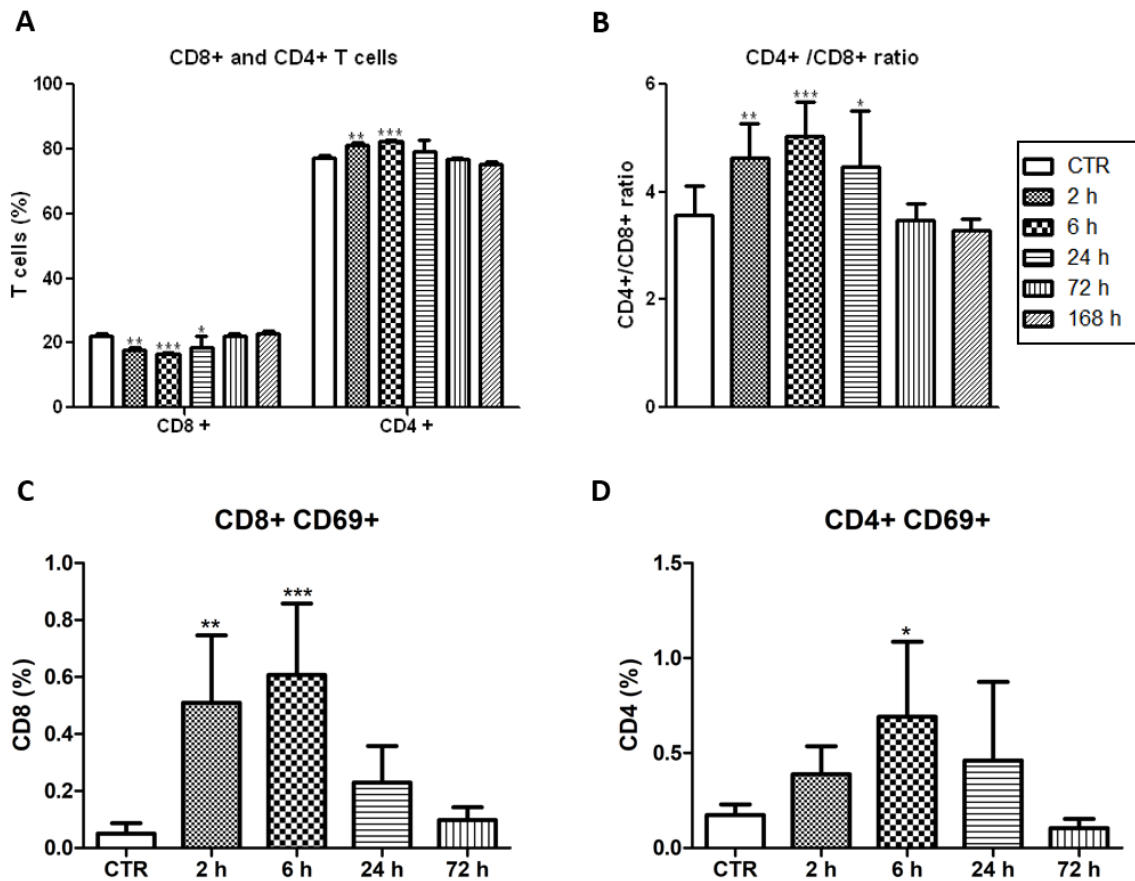 A
CD8+ and CD4+ T cells
T cells (%)
100
80
60
40
20
0
** *** *
** ***
CD8 +
CD4 +
B
CD4+ /CD8+ ratio
CD4+/CD8+ ratio
6
4
2
0
** *** *
CTR
2 h
6 h
24 h
72 h
168 h
C
CD8+ CD69+
CD8 (%)
1.0
0.8
0.6
0.4
0.2
0.0
** ***
CTR 2 h 6 h 24 h 72 h
D
CD4+ CD69+
CD4 (%)
1.5
1.0
0.5
0.0
*
CTR 2 h 6 h 24 h 72 h